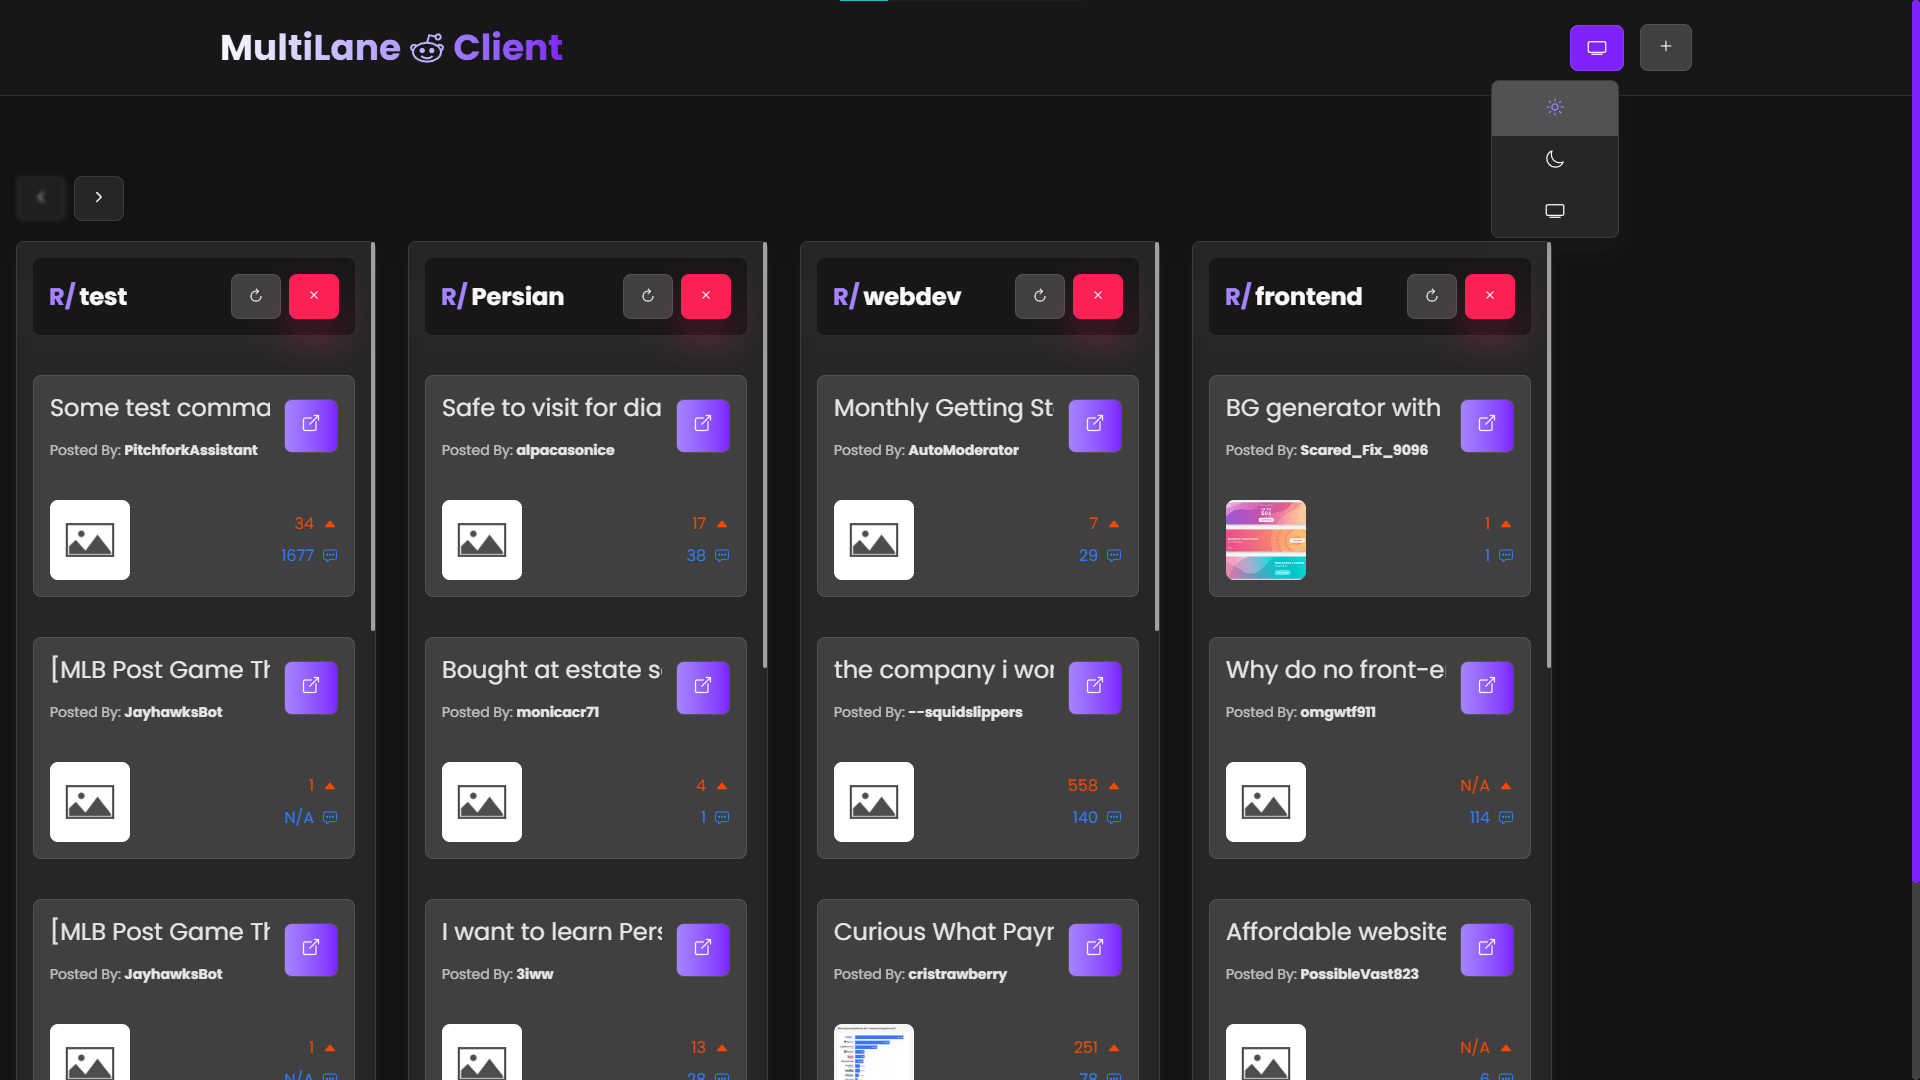 MultiLane Client
R/ test
Some test comma
Posted By: PitchforkAssistant
34
1677
[MLB Post Game Th
Posted By: JayhawksBot
1
N/A
[MLB Post Game Th
Posted By: JayhawksBot
1
N/A
R/ Persian
Safe to visit for dia
Posted By: alpacasonice
17
38
Bought at estate s
Posted By: monicacr71
4
1
I want to learn Pers
Posted By: 3iww
13
28
R/ webdev
Monthly Getting St
Posted By: AutoModerator
7
29
the company i wor
Posted By: --squidslippers
558
140
Curious What Payr
Posted By: cristrawberry
251
78
R/ frontend
BG generator with
Posted By: Scared_Fix_9096
1
1
Why do no front-e
Posted By: omgwtf911
N/A
114
Affordable website
Posted By: PossibleVast823
N/A
6